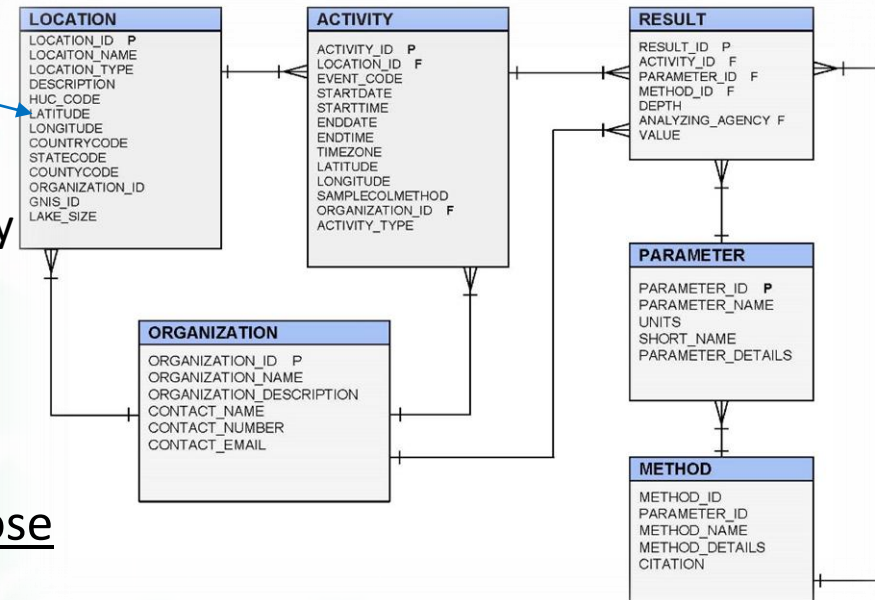 LOCATION
LOCATION_ID P
LOCAITON_NAME
LOCATION_TYPE
DESCRIPTION
HUC_CODE
LATITUDE
LONGITUDE
COUNTRYCODE
STATECODE
COUNTYCODE
ORGANIZATION_ID
GNIS_ID
LAKE_SIZE
ACTIVITY
ACTIVITY_ID P
LOCATION_ID F
EVENT_CODE
STARTDATE
STARTTIME
ENDDATE
ENDTIME
TIMEZONE
LATITUDE
LONGITUDE
SAMPLECOLMETHOD
ORGANIZATION_ID F
ACTIVITY_TYPE
RESULT
RESULT_ID P
ACTIVITY_ID F
PARAMETER_ID F
METHOD_ID F
DEPTH
ANALYZING_AGENCY F
VALUE
y
ORGANIZATION
ORGANIZATION_ID P
ORGANIZATION_NAME
ORGANIZATION_DESCRIPTION
CONTACT_NAME
CONTACT_NUMBER
CONTACT_EMAIL
PARAMETER
PARAMETER_ID P
PARAMETER_NAME
UNITS
SHORT_NAME
PARAMETER_DETAILS
ose
METHOD
METHOD_ID
PARAMETER_ID
METHOD_NAME
METHOD_DETAILS
CITATION